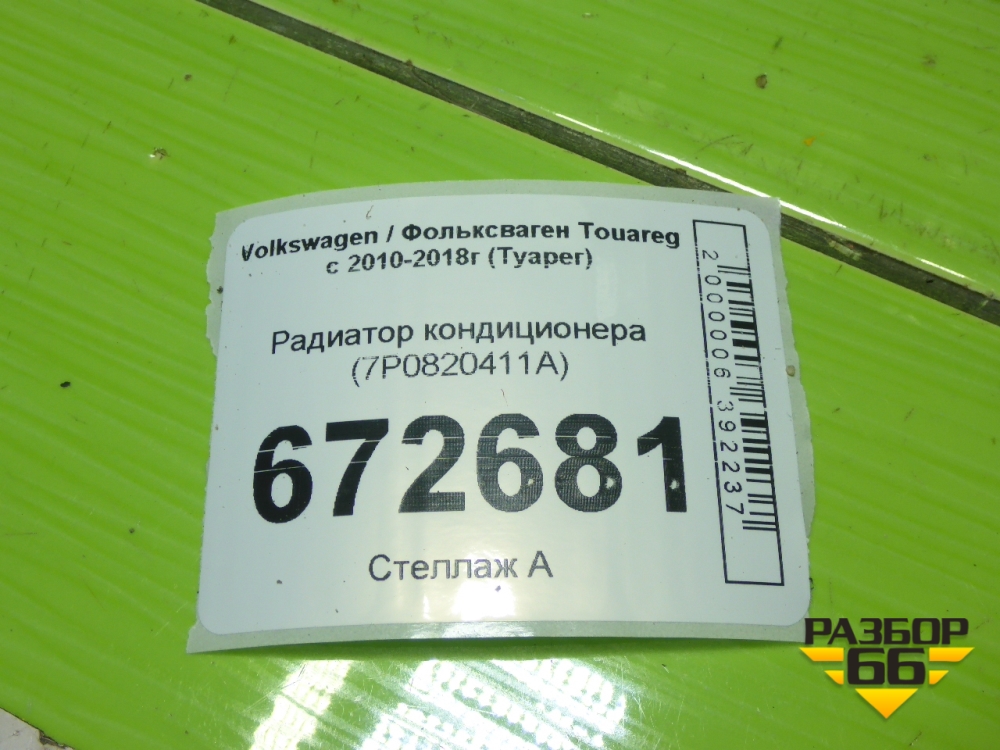 Volkswagen / Фольксваген Touareg
с 2010-2018г (Туарег)
Радиатор кондиционера
(7P0820411A)
672681
Стеллаж А
2000006392237
РАЗБОР
66